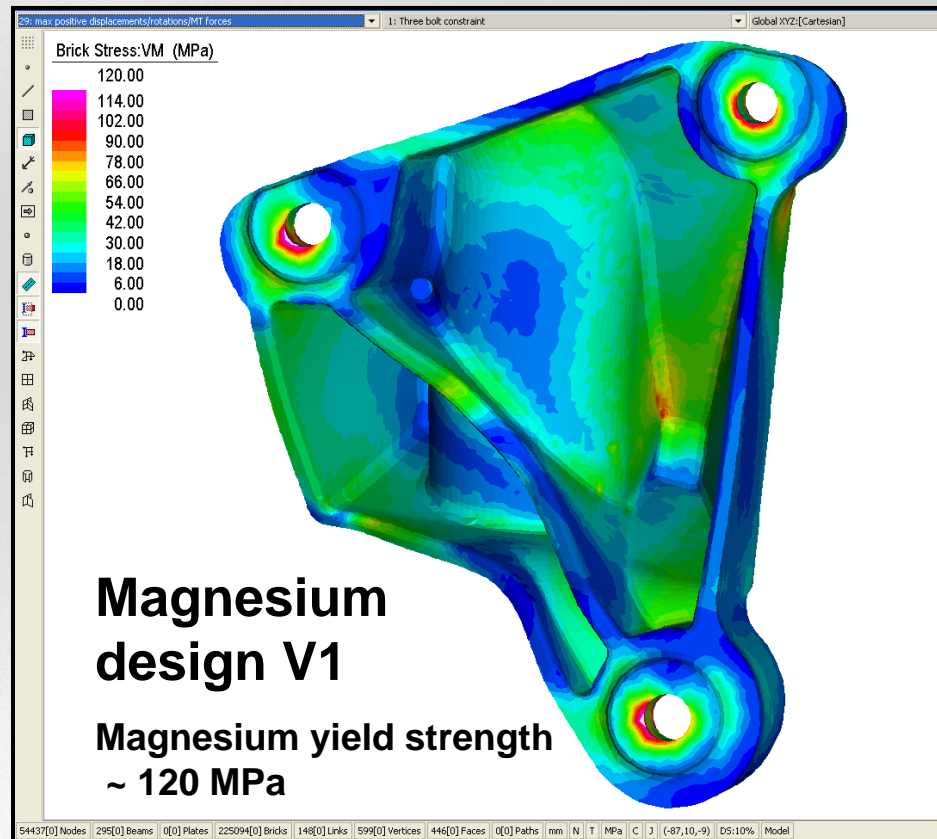 29: max positive displacements/rotations/MT forces
1: Three bolt constraint
Global XYZ:[Cartesian]
Brick Stress:VM (MPa)
120.00
114.00
102.00
90.00
78.00
66.00
54.00
42.00
30.00
18.00
6.00
0.00
Magnesium
design V1
Magnesium yield strength
~ 120 MPa
54437[0] Nodes 295[0] Beams 0[0] Plates 225094[0] Bricks 148[0] Links 599[0] Vertices 446[0] Faces 0[0] Paths mm N T MPa C J (-87,10,-9) DS:10% Model